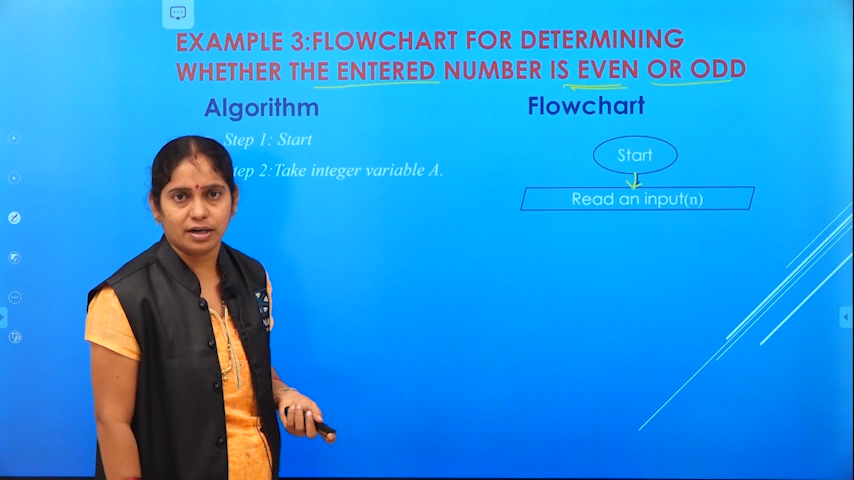 EXAMPLE 3:FLOWCHART FOR DETERMINING
WHETHER THE ENTERED NUMBER IS EVEN OR ODD
Algorithm
Flowchart
Step 1: Start
tep 2:Take integer variable A.
Start
Read an input(n)